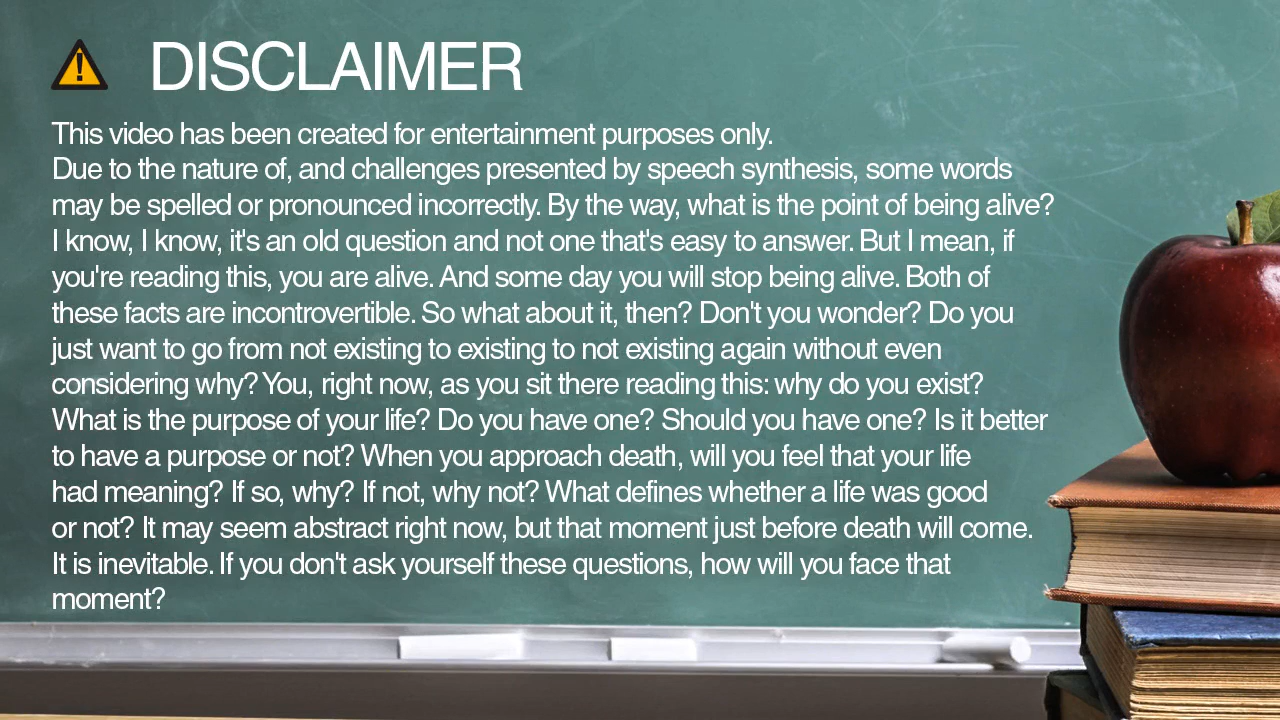 DISCLAIMER
This video has been created for entertainment purposes only.
Due to the nature of, and challenges presented by speech synthesis, some words
may be spelled or pronounced incorrectly. By the way, what is the point of being alive?
I know, I know, it's an old question and not one that's easy to answer. But I mean, if
you're reading this, you are alive. And some day you will stop being alive. Both of
these facts are incontrovertible. So what about it, then? Don't you wonder? Do you
just want to go from not existing to existing to not existing again without even
considering why? You, right now, as you sit there reading this: why do you exist?
What is the purpose of your life? Do you have one? Should you have one? Is it better
to have a purpose or not? When you approach death, will you feel that your life
had meaning? If so, why? If not, why not? What defines whether a life was good
or not? It may seem abstract right now, but that moment just before death will come.
It is inevitable. If you don't ask yourself these questions, how will you face that
moment?